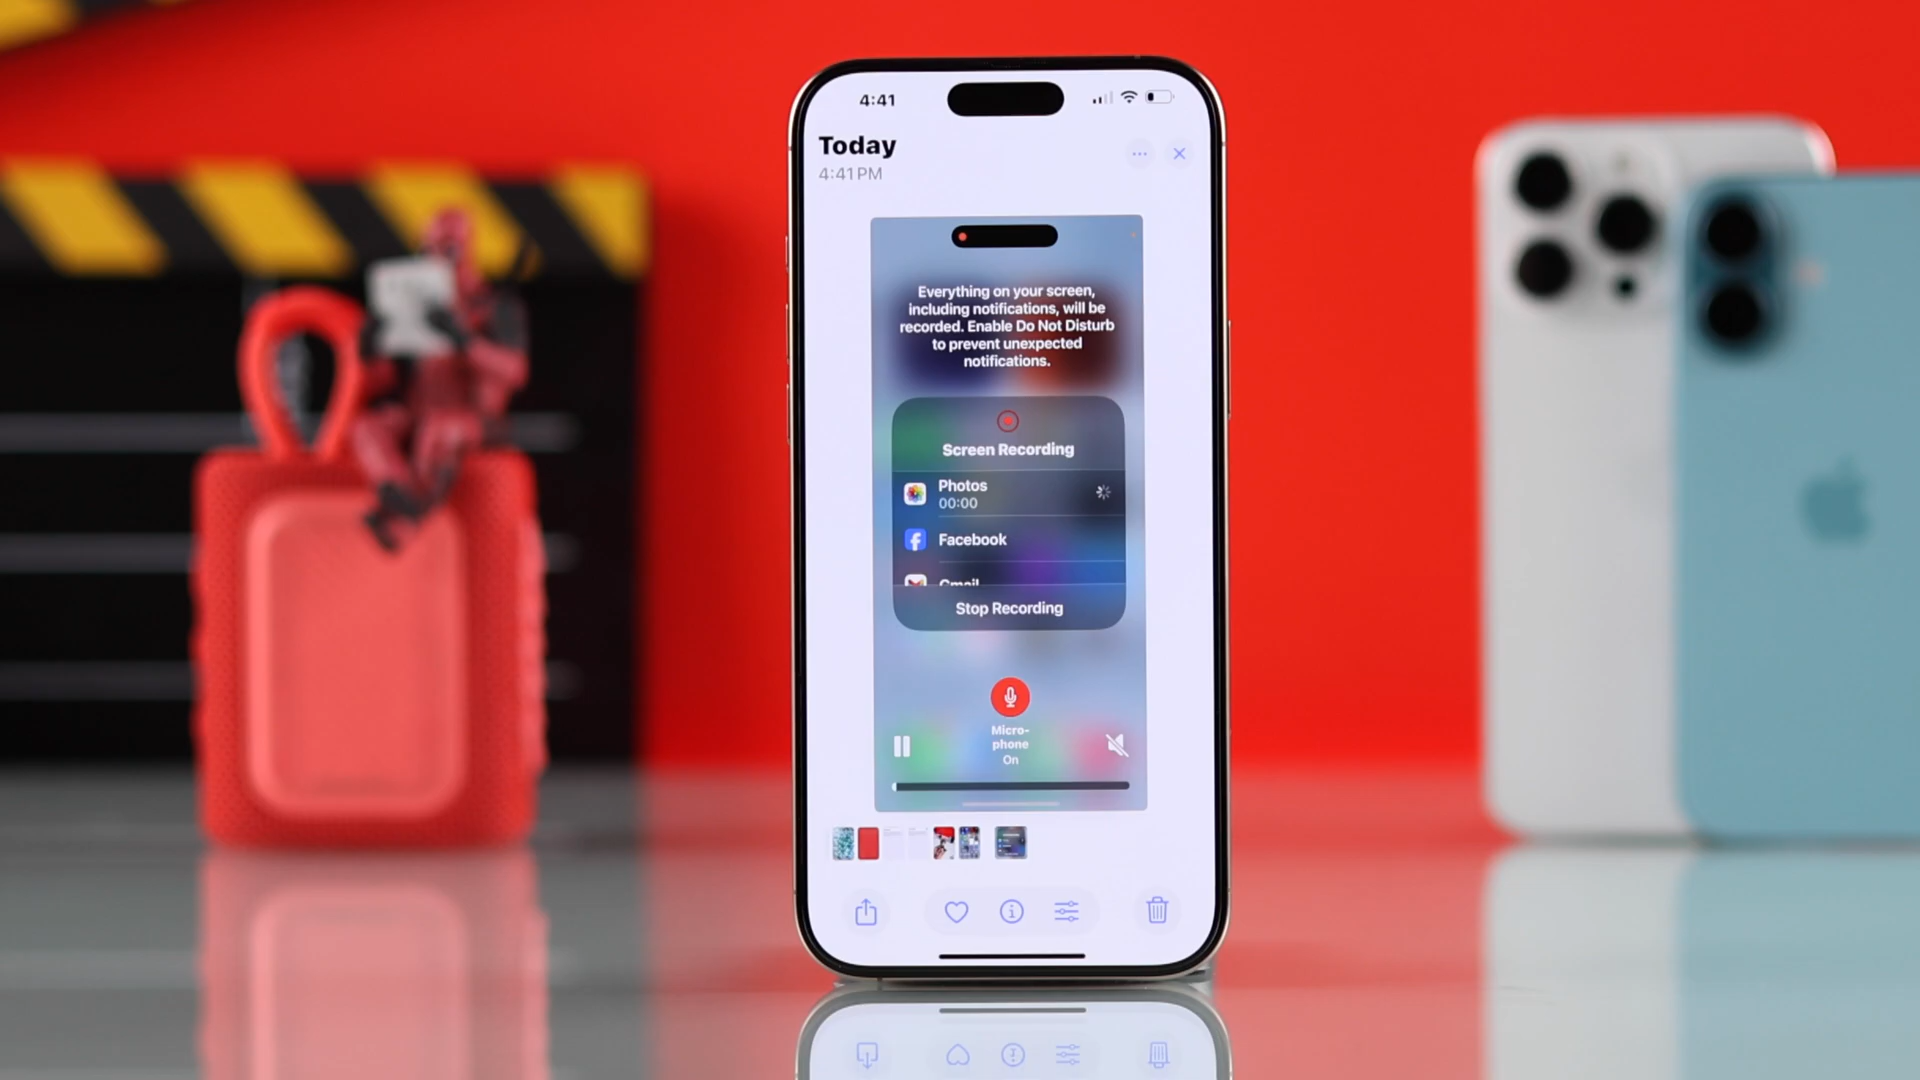 4:41
Today
4:41 PM
Everything on your screen,
including notifications, will be
recorded. Enable Do Not Disturb
to prevent unexpected
notifications.
Screen Recording
Photos
00:00
Facebook
Gmail
Stop Recording
Micro-
phone
On